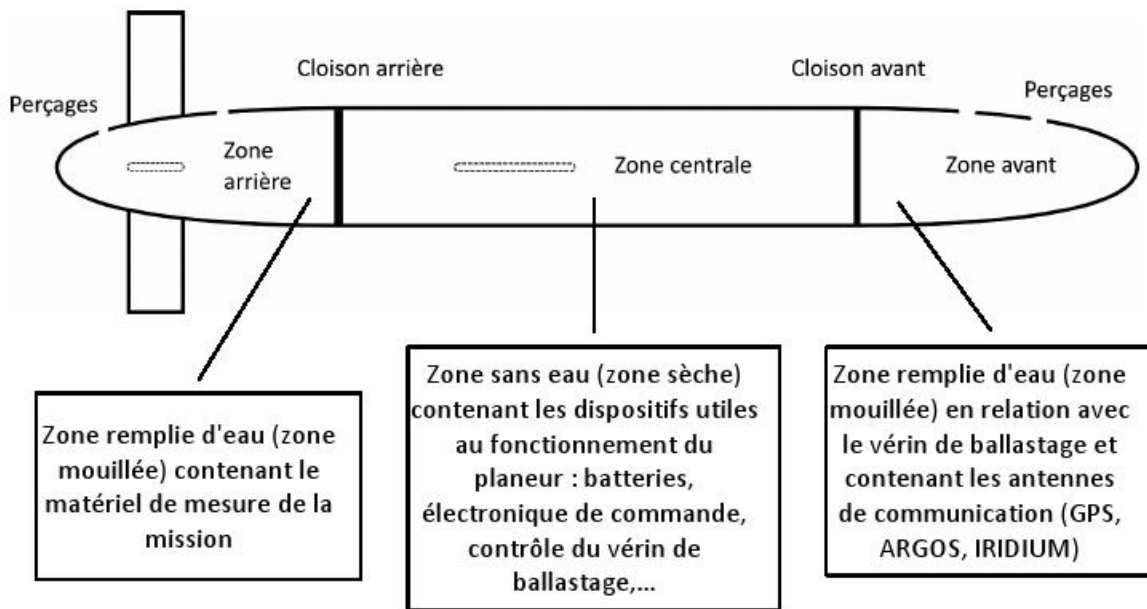 Cloison arrière
Cloison avant
Perçages
Perçages
Zone
arrière
Zone centrale
Zone avant
Zone remplie d'eau (zone
mouillée) contenant le
matériel de mesure de la
mission
Zone sans eau (zone sèche)
contenant les dispositifs utiles
au fonctionnement du
planeur : batteries,
électronique de commande,
contrôle du vérin de
ballastage,...
Zone remplie d'eau (zone
mouillée) en relation avec
le vérin de ballastage et
contenant les antennes
de communication (GPS,
ARGOS, IRIDIUM)